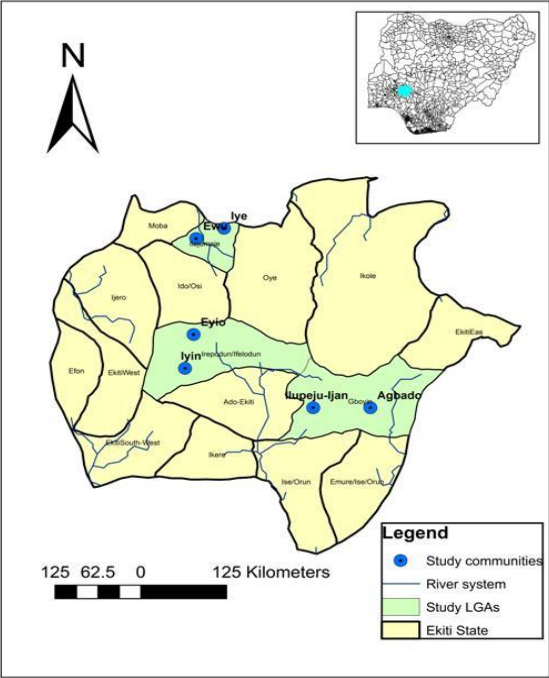 N
Iye
Moba
Ewu
Oye
Ikole
Ido/Osi
Ijero
Eyio
EkitiEas
Iyin
Irepodun/Ifelodun
Efon
EkitiWest
Ilupeju-Ijan
Agbado
Gboyin
Ado-Ekiti
EkitiSouth-West
Ikere
Ise/Orun
Emure/Ise/Orun
Legend
Study communities
River system
Study LGAs
Ekiti State
125 62.5 0 125 Kilometers